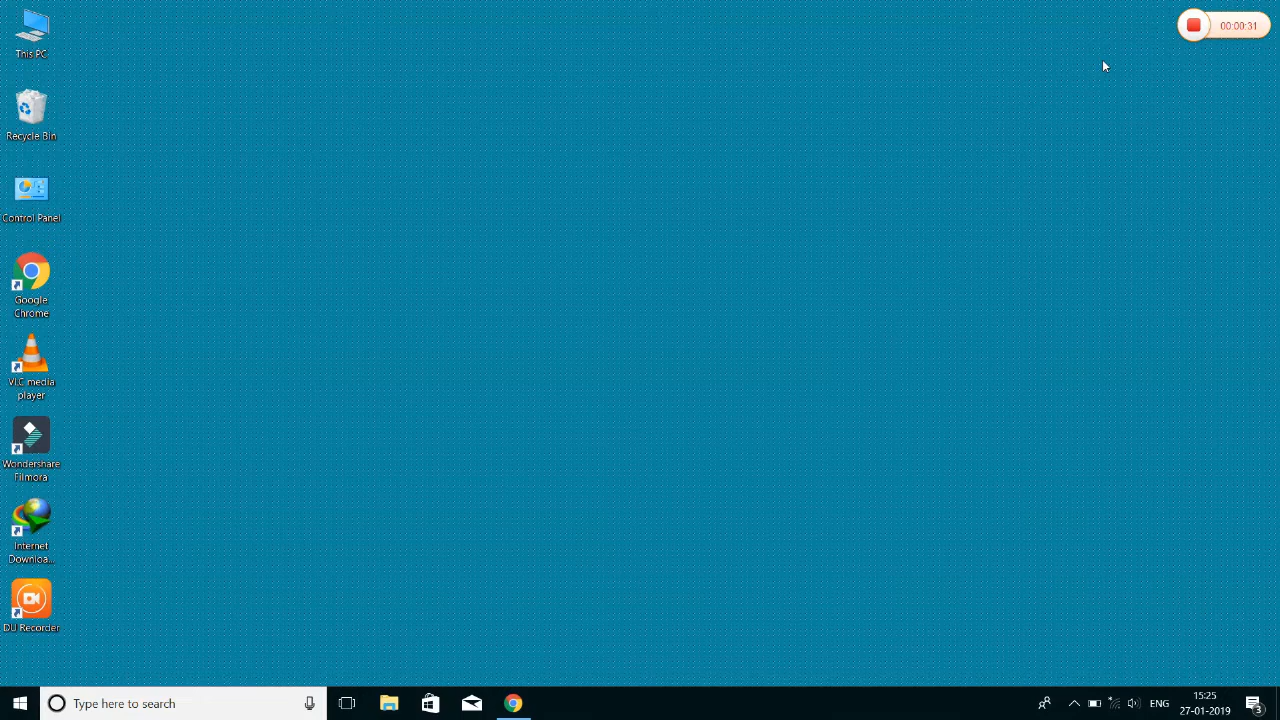 00:00:31
This PC
Recycle Bin
Control Panel
Google
Chrome
VLC media
player
Wondershare
Filmora
Internet
Downloa...
DU Recorder
Type here to search
ENG
15:25
27-01-2019
3